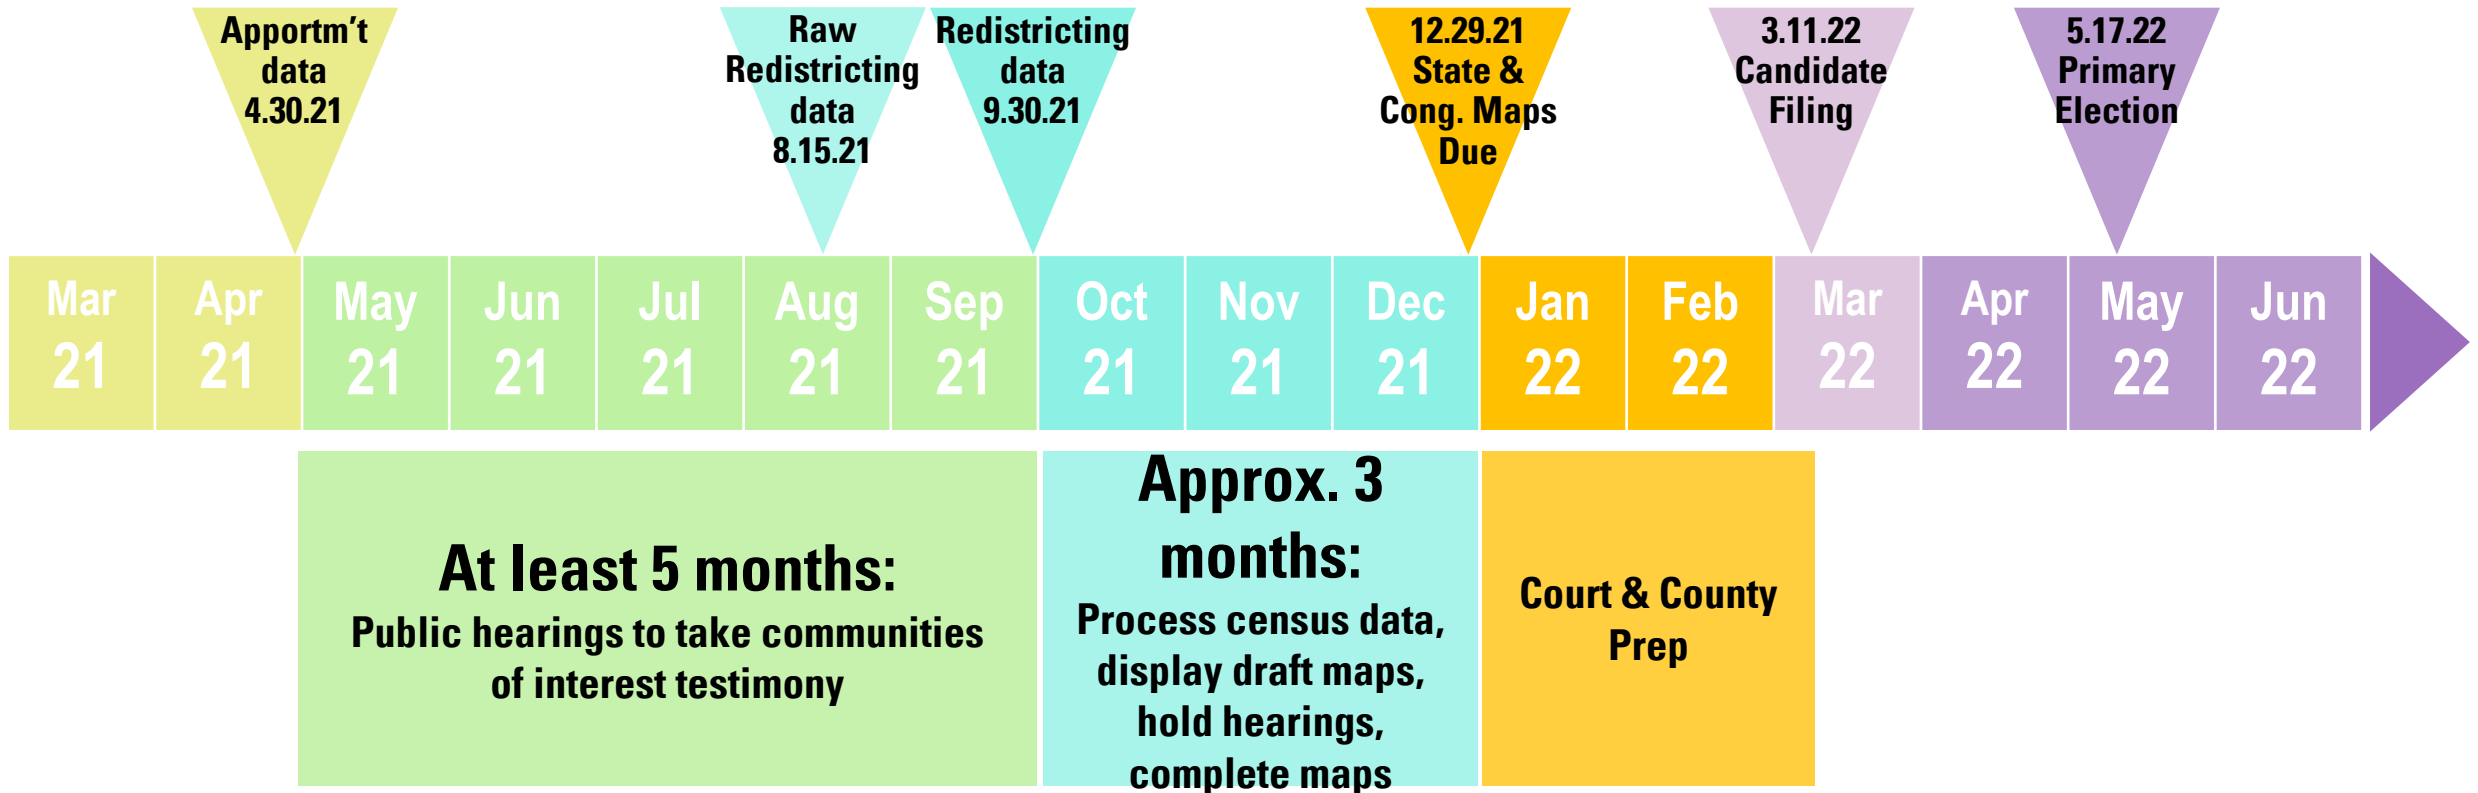 Apportm't
data
4.30.21
Raw
Redistricting
data
8.15.21
Redistricting
data
9.30.21
12.29.21
State &
Cong. Maps
Due
3.11.22
Candidate
Filing
5.17.22
Primary
Election
Mar
21
Apr
21
May
21
Jun
21
Jul
21
Aug
21
Sep
21
Oct
21
Nov
21
Dec
21
Jan
22
Feb
22
Mar
22
Apr
22
May
22
Jun
22
At least 5 months:
Public hearings to take communities
of interest testimony
Approx. 3
months:
Process census data,
display draft maps,
hold hearings,
complete maps
Court & County
Prep